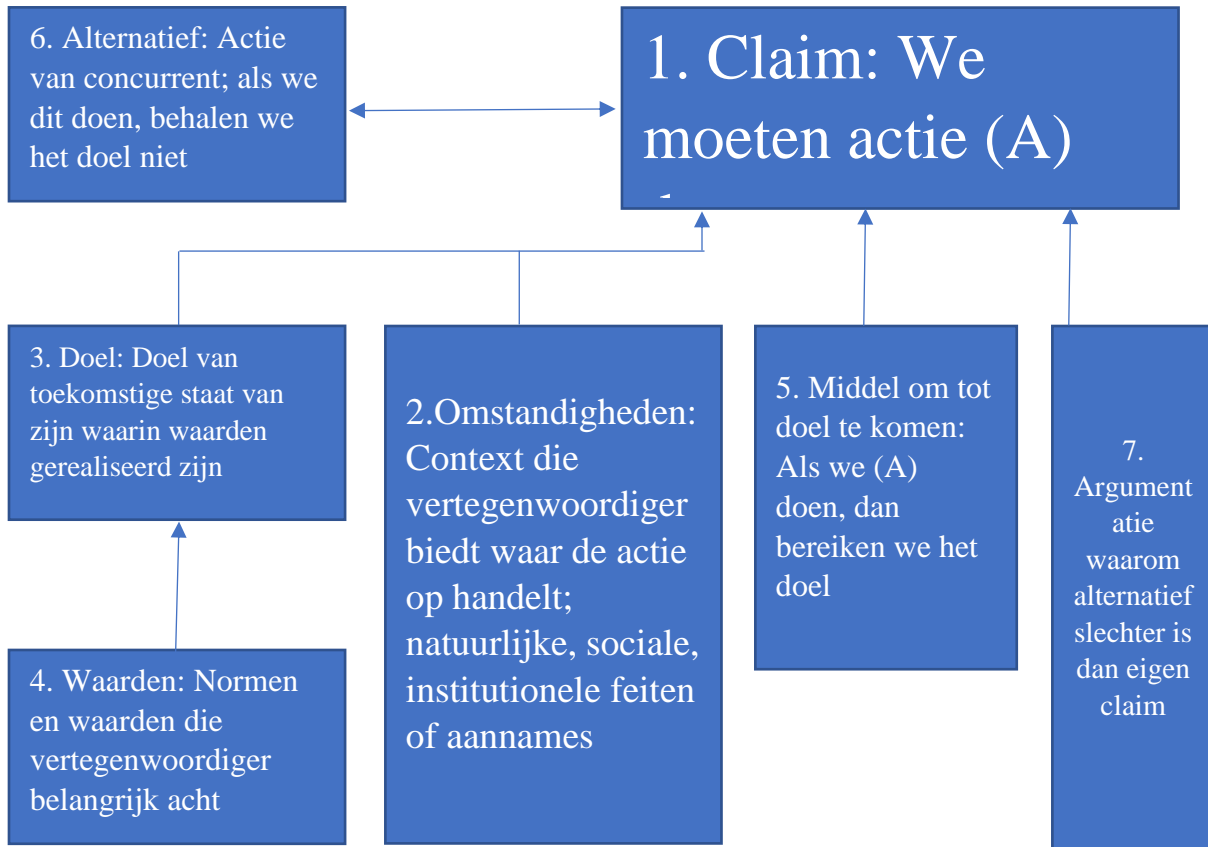 6. Alternatief: Actie
van concurrent; als we
dit doen, behalen we
het doel niet
1. Claim: We
moeten actie (A)
3. Doel: Doel van
toekomstige staat van
zijn waarin waarden
gerealiseerd zijn
2.Omstandigheden:
Context die
vertegenwoordiger
biedt waar de actie
op handelt;
natuurlijke, sociale,
institutionele feiten
of aannames
5. Middel om tot
doel te komen:
Als we (A)
doen, dan
bereiken we het
doel
7.
Argument
atie
waarom
alternatief
slechter is
dan eigen
claim
4. Waarden: Normen
en waarden die
vertegenwoordiger
belangrijk acht